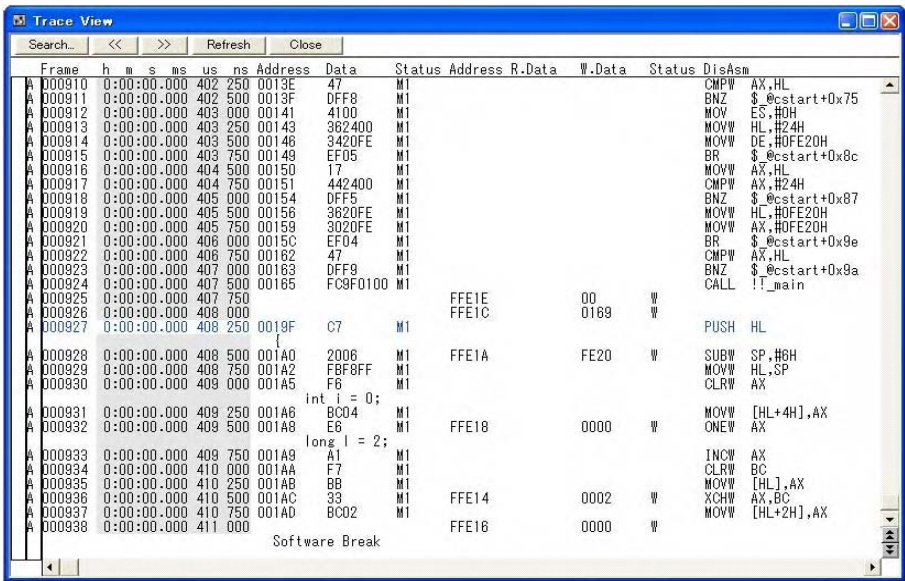 Trace View
Search... << >> Refresh Close
Frame h m s ms us ns Address Data Status Address R.Data W.Data Status DisAsm
A 000910 0:00:00.000 402 250 0013E 47 M1 CMPW AX,HL
A 000911 0:00:00.000 402 500 0013F DFF8 M1 BNZ $_@cstart+0x75
A 000912 0:00:00.000 403 000 00141 4100 M1 MOV ES,#0H
A 000913 0:00:00.000 403 250 00143 362400 M1 MOVW HL,#24H
A 000914 0:00:00.000 403 500 00146 3420FE M1 MOVW DE,#0FE20H
A 000915 0:00:00.000 403 750 00149 EF05 M1 BR $_@cstart+0x8c
A 000916 0:00:00.000 404 500 00150 17 M1 MOVW AX,HL
A 000917 0:00:00.000 404 750 00151 442400 M1 CMPW AX,#24H
A 000918 0:00:00.000 405 000 00154 DFF5 M1 BNZ $_@cstart+0x87
A 000919 0:00:00.000 405 500 00156 3620FE M1 MOVW HL,#0FE20H
A 000920 0:00:00.000 405 750 00159 3020FE M1 MOVW AX,#0FE20H
A 000921 0:00:00.000 406 000 0015C EF04 M1 BR $_@cstart+0x9e
A 000922 0:00:00.000 406 750 00162 47 M1 CMPW AX,HL
A 000923 0:00:00.000 407 000 00163 DFF9 M1 BNZ $_@cstart+0x9a
A 000924 0:00:00.000 407 500 00165 FC9F0100 M1 CALL !!_main
A 000925 0:00:00.000 407 750 FFE1E 00 W
A 000926 0:00:00.000 408 000 FFE1C 0169 W
A 000927 0:00:00.000 408 250 0019F C7 M1 PUSH HL
{
A 000928 0:00:00.000 408 500 001A0 2006 M1 FFE1A FE20 W SUBW SP,#6H
A 000929 0:00:00.000 408 750 001A2 FBF8FF M1 MOVW HL,SP
A 000930 0:00:00.000 409 000 001A5 F6 M1 CLRW AX
int i = 0;
A 000931 0:00:00.000 409 250 001A6 BC04 M1 MOVW [HL+4H],AX
A 000932 0:00:00.000 409 500 001A8 E6 M1 FFE18 0000 W ONEW AX
long l = 2;
A 000933 0:00:00.000 409 750 001A9 A1 M1 INCW AX
A 000934 0:00:00.000 410 000 001AA F7 M1 CLRW BC
A 000935 0:00:00.000 410 250 001AB BB M1 MOVW [HL],AX
A 000936 0:00:00.000 410 500 001AC 33 M1 FFE14 0002 W XCHW AX,BC
A 000937 0:00:00.000 410 750 001AD BC02 M1 MOVW [HL+2H],AX
A 000938 0:00:00.000 411 000 FFE16 0000 W
Software Break